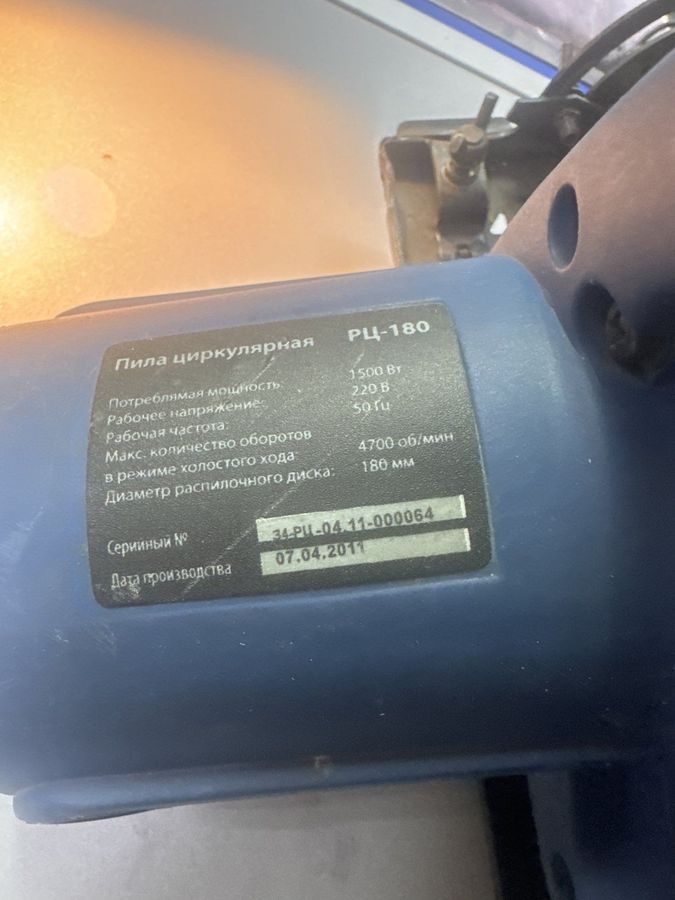 Пила циркулярная РЦ-180
Потребляемая мощность: 1500 Вт
Рабочее напряжение: 220 В
Рабочая частота: 50 Гц
Макс. количество оборотов
в режиме холостого хода: 4700 об/мин
Диаметр распилочного диска: 180 мм
Серийный № 34-РЦ-04.11-000064
Дата производства 07.04.2011